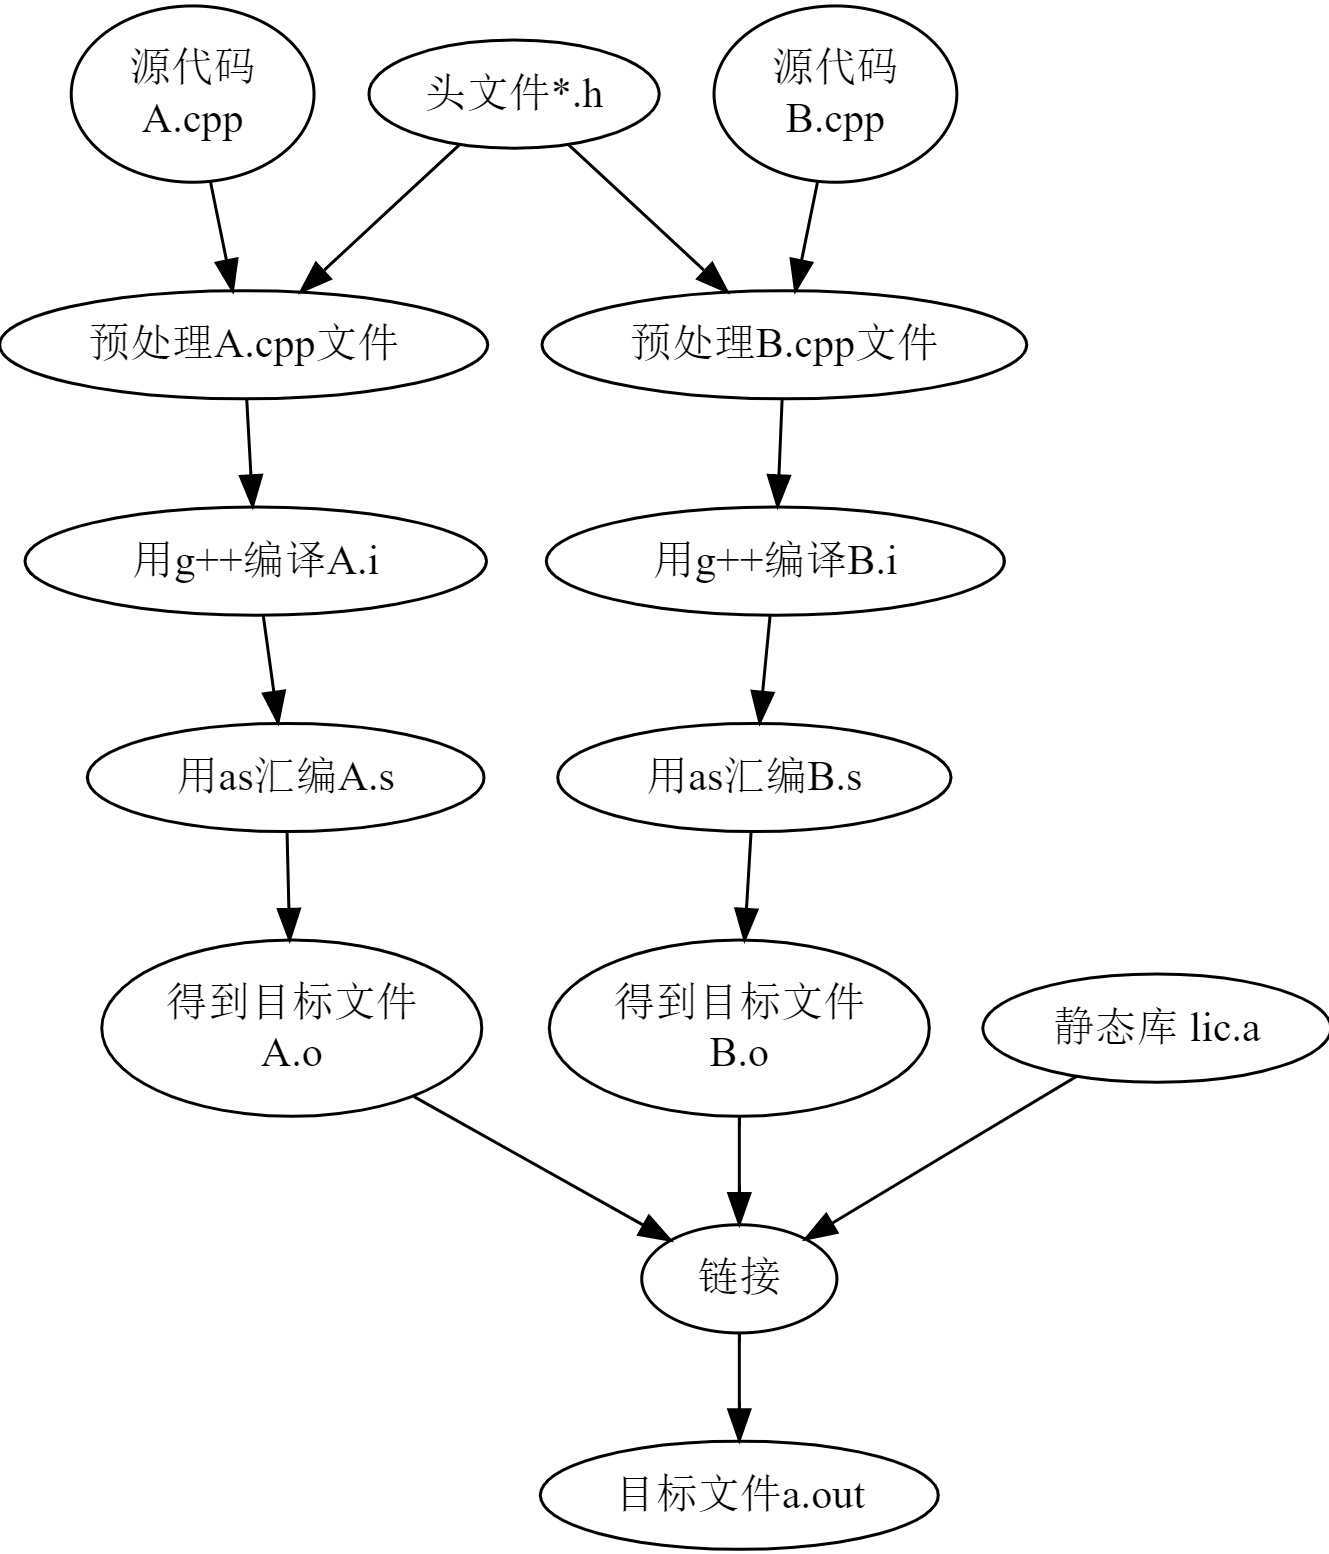 源代码
A.cpp
头文件*.h
源代码
B.cpp
预处理A.cpp文件
预处理B.cpp文件
用g++编译A.i
用g++编译B.i
用as汇编A.s
用as汇编B.s
得到目标文件
A.o
得到目标文件
B.o
静态库 lic.a
链接
目标文件a.out